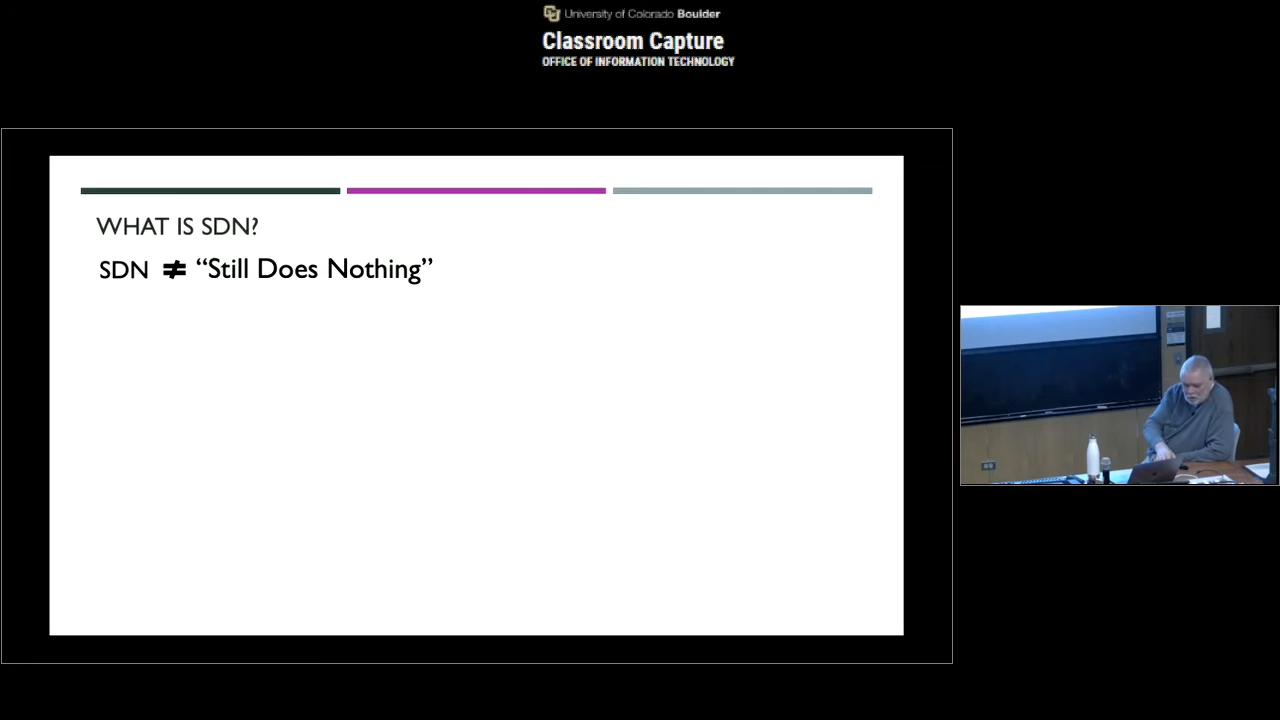 University of Colorado Boulder
Classroom Capture
OFFICE OF INFORMATION TECHNOLOGY
WHAT IS SDN?
SDN ≠ “Still Does Nothing”